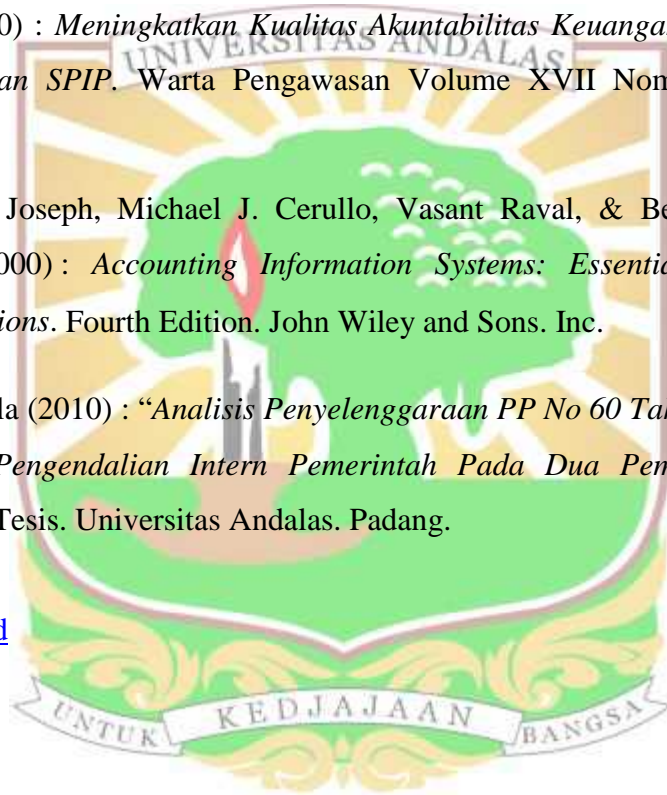 0) : Meningkatkan Kualitas Akuntabilitas Keuangan
UNIVERSITAS ANDALAS
an SPIP. Warta Pengawasan Volume XVII Nom
Joseph, Michael J. Cerullo, Vasant Raval, & Be
000) : Accounting Information Systems: Essentia
ions. Fourth Edition. John Wiley and Sons. Inc.
la (2010) : “Analisis Penyelenggaraan PP No 60 Tah
Pengendalian Intern Pemerintah Pada Dua Pem
Tesis. Universitas Andalas. Padang.
d
UNTUK KEDJAJAAN BANGSA